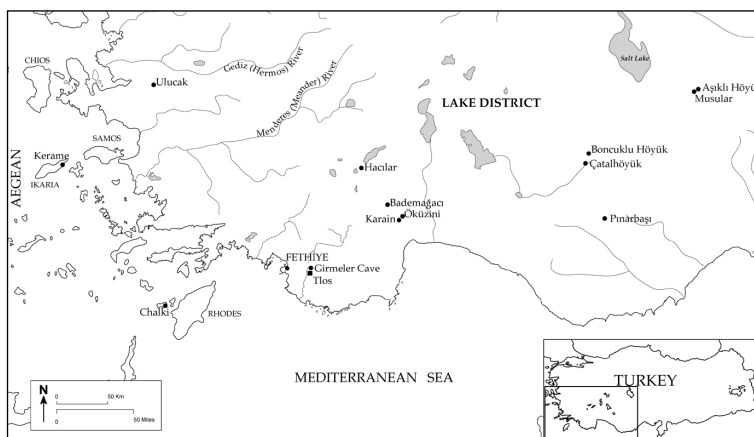 CHIOS
Ulucak
Gediz (Hermos) River
Menderes (Meander) River
Salt Lake
LAKE DISTRICT
Aşıklı Höyü
Musular
SAMOS
Kerame
IKARIA
AEGEAN
Boncuklu Höyük
Çatalhöyük
Hacılar
Bademağacı
Öküzini
Karain
Pınarbaşı
FETHİYE
Girmeler Cave
Tlos
Chalki
RHODES
MEDITERRANEAN SEA
TURKEY
N
0 50 Km
0 50 Miles